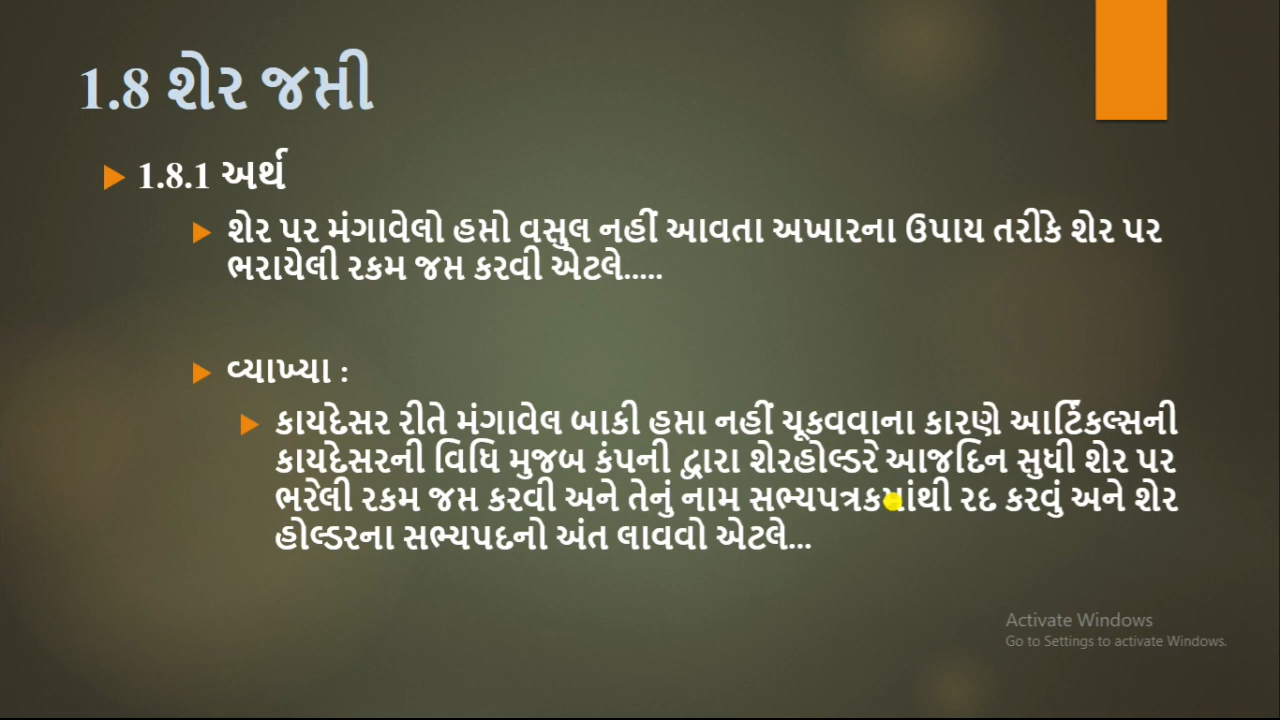 1.8 શેર જપ્તી
1.8.1 અર્થ
શેર પર મંગાવેલો હપ્તો વસુલ નહીં આવતા અખારના ઉપાય તરીકે શેર પર
ભરાયેલી રકમ જપ્ત કરવી એટલે.....
વ્યાખ્યા :
કાયદેસર રીતે મંગાવેલ બાકી હપ્તા નહીં ચૂકવવાના કારણે આર્ટિકલ્સની
કાયદેસરની વિધિ મુજબ કંપની દ્વારા શેરહોલ્ડરે આજદિન સુધી શેર પર
ભરેલી રકમ જપ્ત કરવી અને તેનું નામ સભ્યપત્રકમાંથી રદ કરવું અને શેર
હોલ્ડરના સભ્યપદનો અંત લાવવો એટલે...
Activate Windows
Go to Settings to activate Windows.